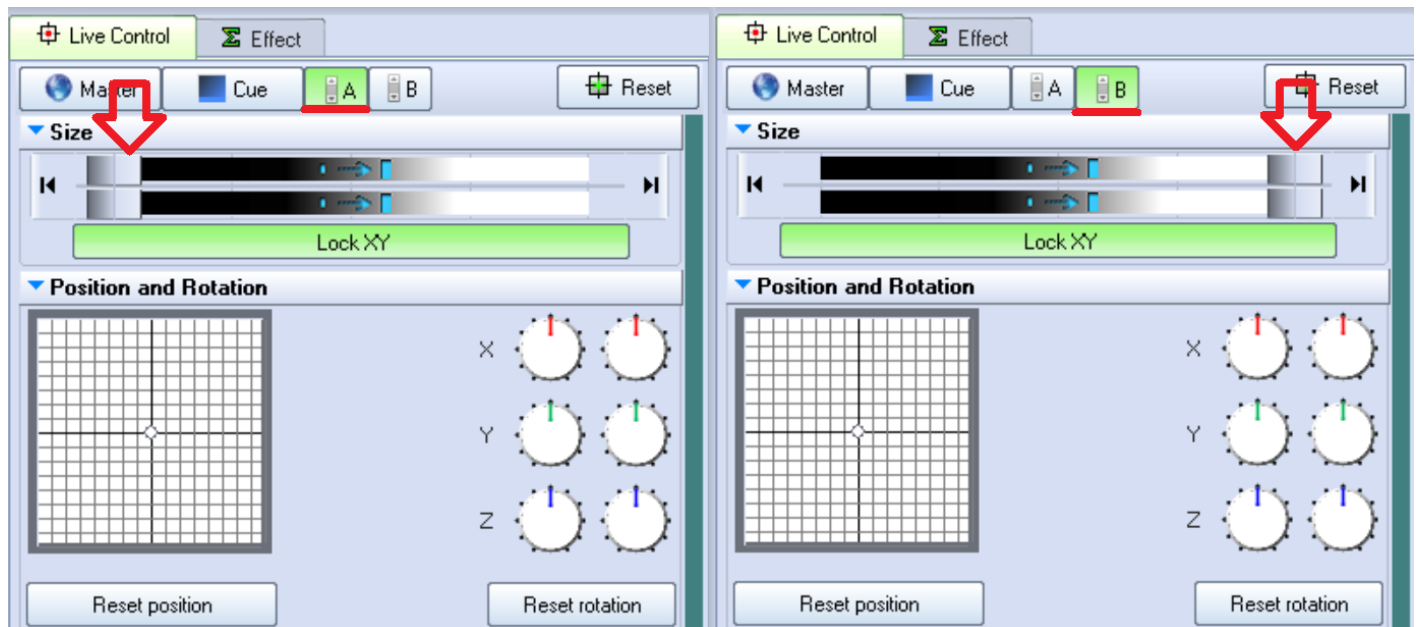 Live Control Effect
Master Cue A B Reset
Size
Lock XY
Position and Rotation
X
Y
Z
Reset position Reset rotation
Live Control Effect
Master Cue A B Reset
Size
Lock XY
Position and Rotation
X
Y
Z
Reset position Reset rotation